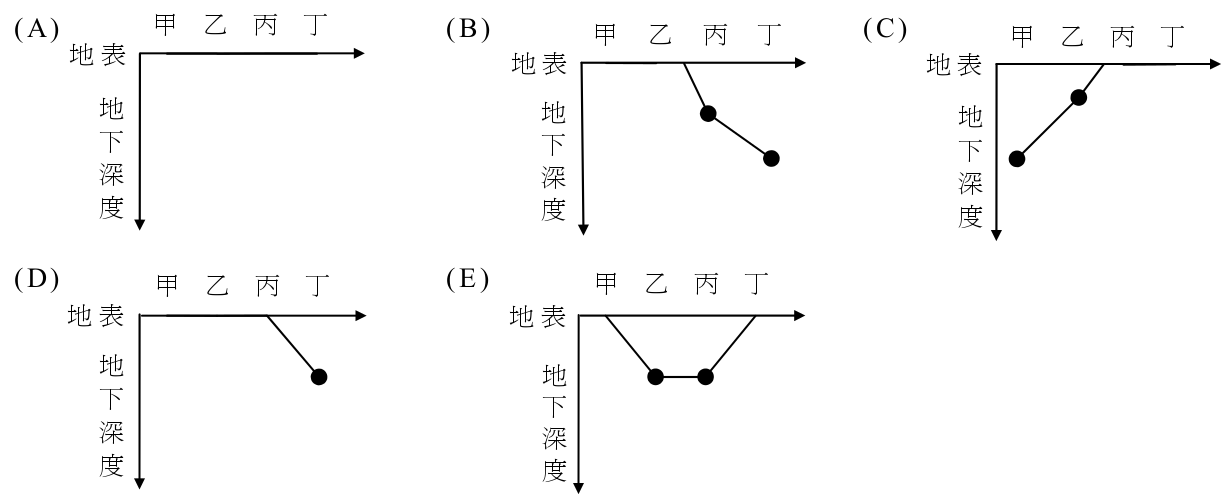 (A)
甲 乙 丙 丁
地表
地下深度
(B)
甲 乙 丙 丁
地表
地下深度
(C)
甲 乙 丙 丁
地表
地下深度
(D)
甲 乙 丙 丁
地表
地下深度
(E)
甲 乙 丙 丁
地表
地下深度